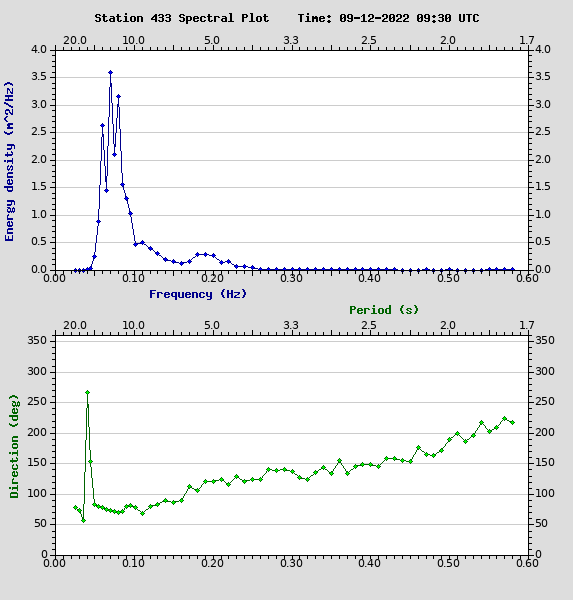 Station 433 Spectral Plot    Time: 09-12-2022 09:30 UTC
20.0 10.0 5.0 3.3 2.5 2.0 1.7
4.0 4.0
3.5 3.5
3.0 3.0
2.5 2.5
2.0 2.0
1.5 1.5
1.0 1.0
0.5 0.5
0.0 0.0
Energy density (m^2/Hz)
0.00 0.10 0.20 0.30 0.40 0.50 0.60
Frequency (Hz)
Period (s)
20.0 10.0 5.0 3.3 2.5 2.0 1.7
350 350
300 300
250 250
200 200
150 150
100 100
50 50
0 0
Direction (deg)
0.00 0.10 0.20 0.30 0.40 0.50 0.60